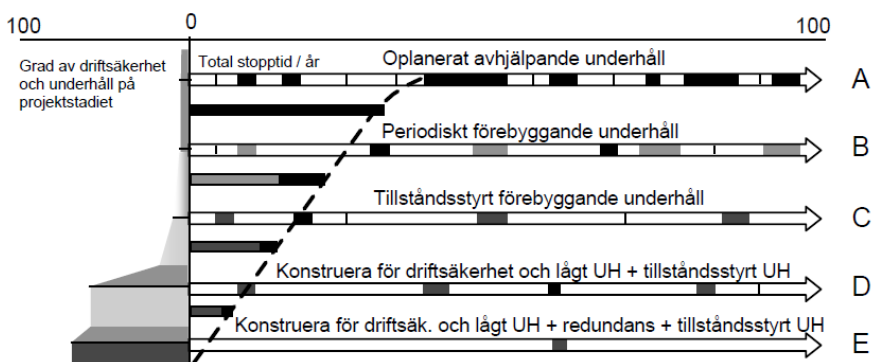 100 0 100
Grad av driftsäkerhet
och underhåll på
projektstadiet
Total stopptid / år
Oplanerat avhjälpande underhåll
A
Periodiskt förebyggande underhåll
B
Tillståndsstyrt förebyggande underhåll
C
Konstruera för driftsäkerhet och lågt UH + tillståndsstyrt UH
D
Konstruera för driftsäk. och lågt UH + redundans + tillståndsstyrt UH
E